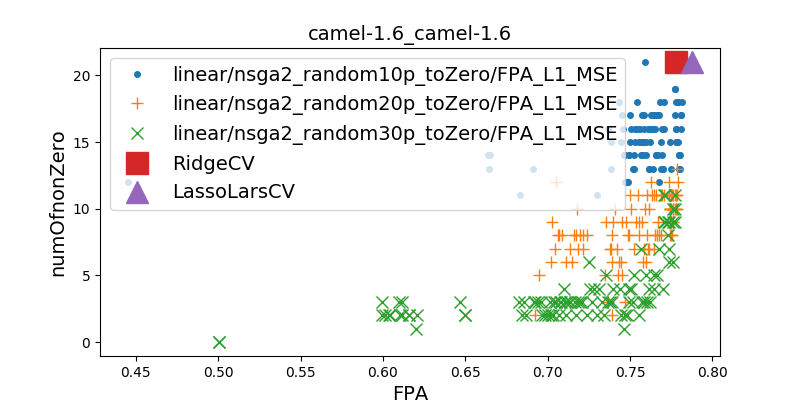 camel-1.6_camel-1.6
linear/nsga2_random10p_toZero/FPA_L1_MSE
linear/nsga2_random20p_toZero/FPA_L1_MSE
linear/nsga2_random30p_toZero/FPA_L1_MSE
RidgeCV
LassoLarsCV
numOfnonZero
20
15
10
5
0
0.45 0.50 0.55 0.60 0.65 0.70 0.75 0.80
FPA